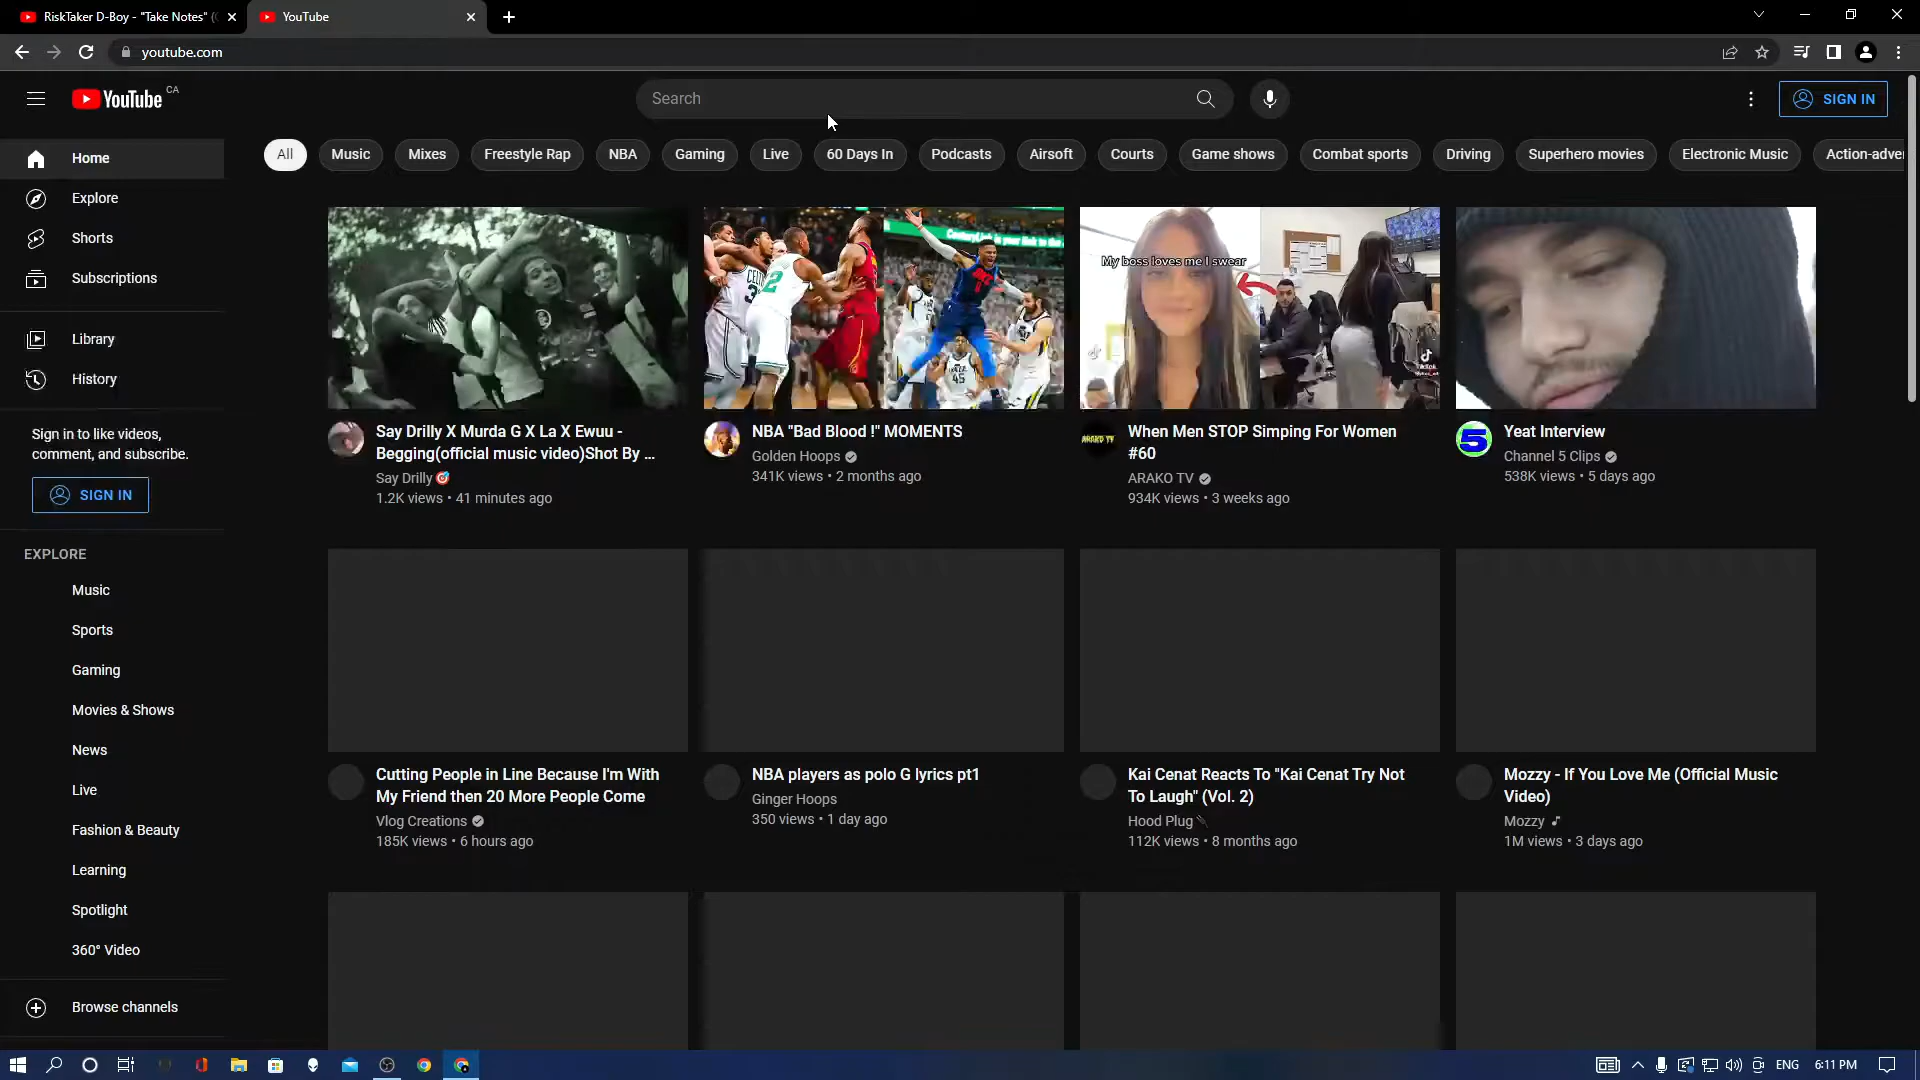 RiskTaker D-Boy - "Take Notes" (
YouTube
youtube.com
YouTube CA
Search
SIGN IN
Home
Explore
Shorts
Subscriptions
Library
History
Sign in to like videos,
comment, and subscribe.
SIGN IN
EXPLORE
Music
Sports
Gaming
Movies & Shows
News
Live
Fashion & Beauty
Learning
Spotlight
360° Video
Browse channels
All Music Mixes Freestyle Rap NBA Gaming Live 60 Days In Podcasts Airsoft Courts Game shows Combat sports Driving Superhero movies Electronic Music Action-adve
My boss loves me I swear
Say Drilly X Murda G X La X Ewuu -
Begging(official music video)Shot By ...
Say Drilly🎯
1.2K views • 41 minutes ago
NBA "Bad Blood !" MOMENTS
Golden Hoops
341K views • 2 months ago
ARAKO TV
When Men STOP Simping For Women
#60
ARAKO TV
934K views • 3 weeks ago
5
Yeat Interview
Channel 5 Clips
538K views • 5 days ago
Cutting People in Line Because I'm With
My Friend then 20 More People Come
Vlog Creations
185K views • 6 hours ago
NBA players as polo G lyrics pt1
Ginger Hoops
350 views • 1 day ago
Kai Cenat Reacts To "Kai Cenat Try Not
To Laugh" (Vol. 2)
Hood Plug🔌
112K views • 8 months ago
Mozzy - If You Love Me (Official Music
Video)
Mozzy
1M views • 3 days ago
ENG 6:11 PM